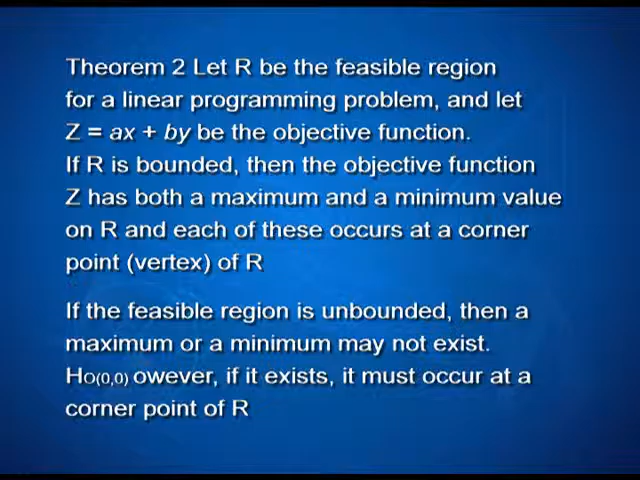 Theorem 2 Let R be the feasible region
for a linear programming problem, and let
Z = ax + by be the objective function.
If R is bounded, then the objective function
Z has both a maximum and a minimum value
on R and each of these occurs at a corner
point (vertex) of R
If the feasible region is unbounded, then a
maximum or a minimum may not exist.
HO(0,0) owever, if it exists, it must occur at a
corner point of R